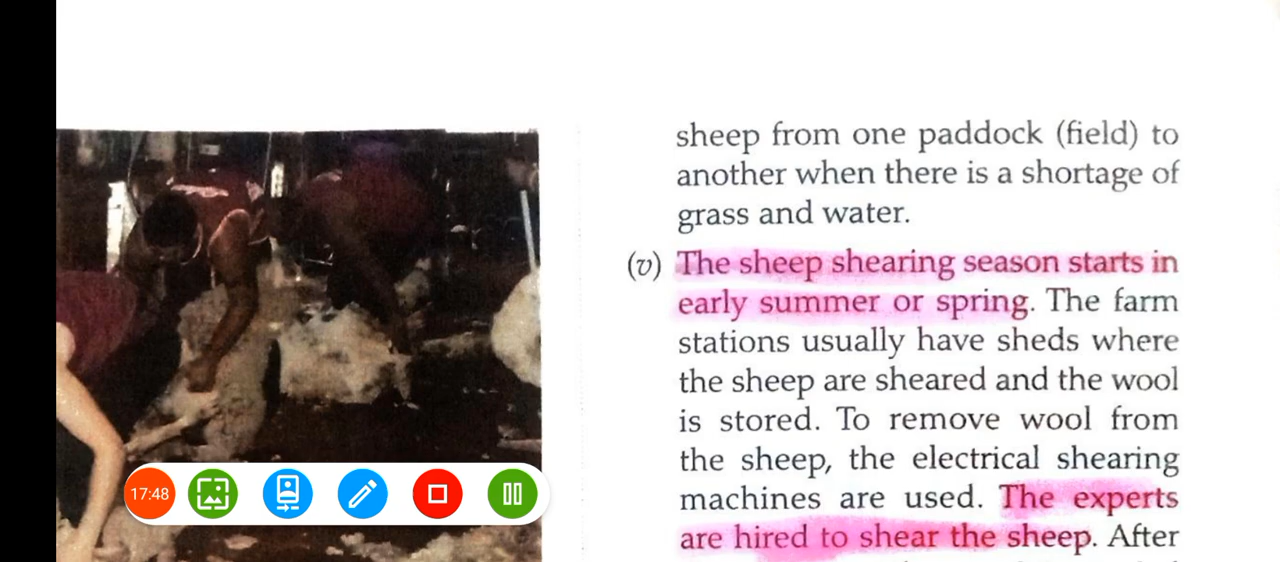 sheep from one paddock (field) to
another when there is a shortage of
grass and water.
(v) The sheep shearing season starts in
early summer or spring. The farm
stations usually have sheds where
the sheep are sheared and the wool
is stored. To remove wool from
the sheep, the electrical shearing
machines are used. The experts
are hired to shear the sheep. After
17:48